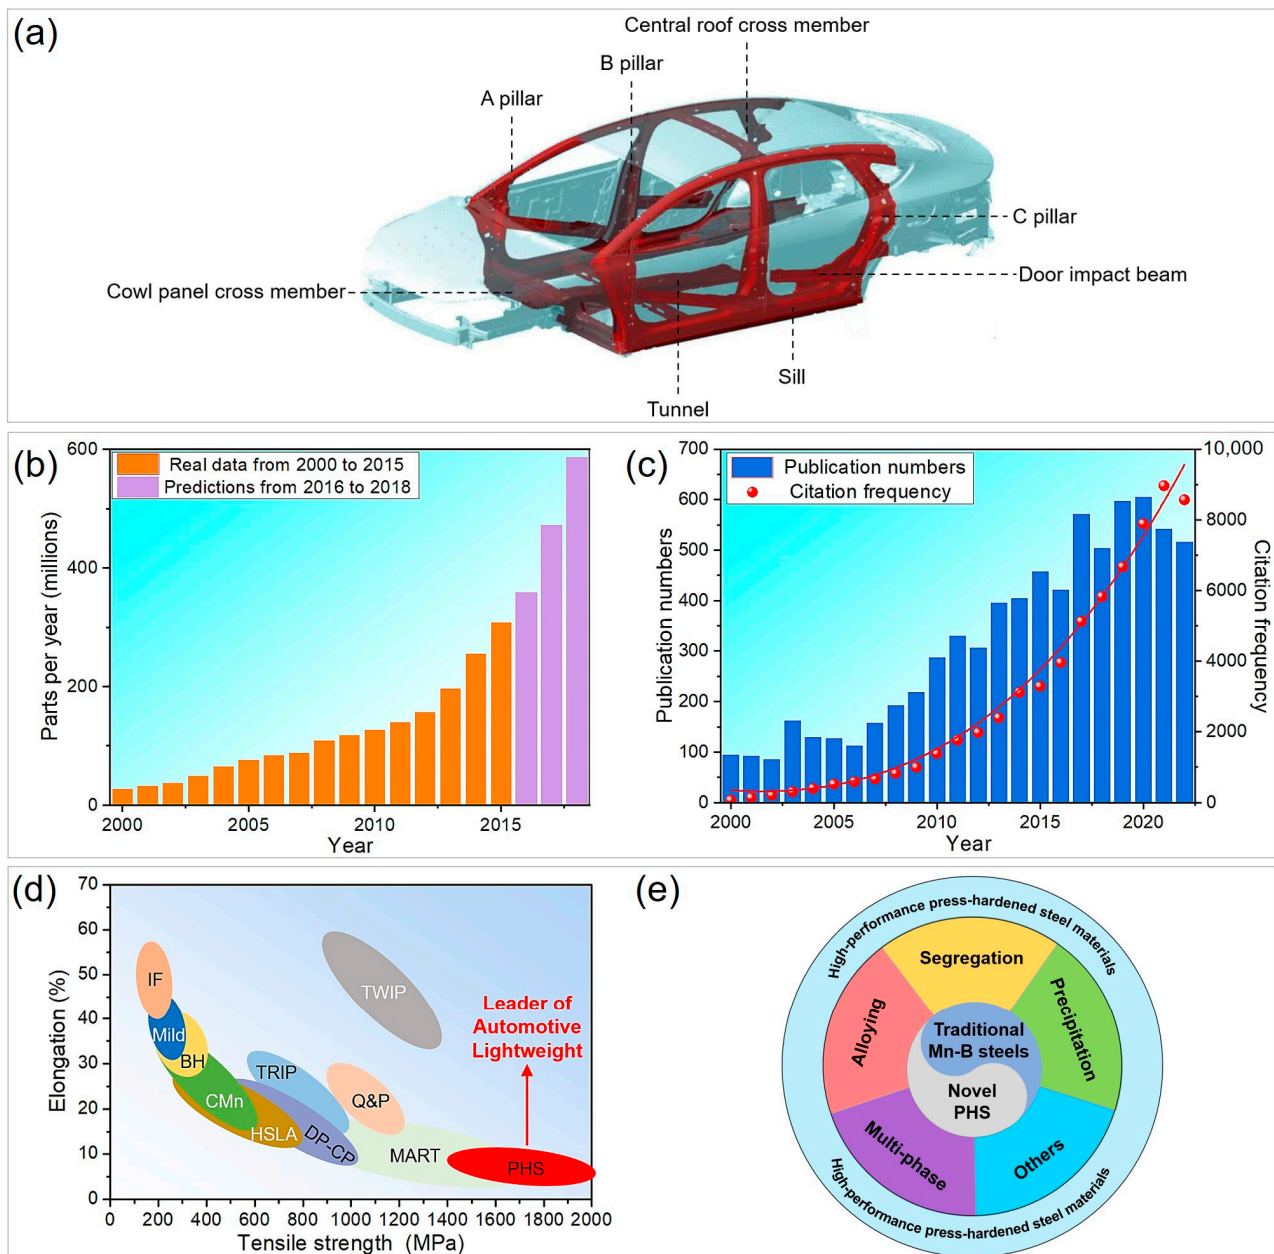 (a)
Central roof cross member
B pillar
A pillar
C pillar
Door impact beam
Cowl panel cross member
Sill
Tunnel
(b)
Real data from 2000 to 2015
Predictions from 2016 to 2018
600
400
200
0
Parts per year (millions)
2000
2005
2010
2015
Year
(c)
Publication numbers
Citation frequency
700
600
500
400
300
200
100
0
Publication numbers
10,000
8000
6000
4000
2000
0
Citation frequency
2000
2005
2010
2015
2020
Year
(d)
70
60
50
40
30
20
10
0
Elongation (%)
IF
Mild
BH
CMn
HSLA
TRIP
DP-CP
Q&P
TWIP
MART
PHS
Leader of
Automotive
Lightweight
0
200
400
600
800
1000
1200
1400
1600
1800
2000
Tensile strength (MPa)
(e)
High-performance press-hardened steel materials
Segregation
Precipitation
Alloying
Traditional
Mn-B steels
Novel
PHS
Multi-phase
Others
High-performance press-hardened steel materials